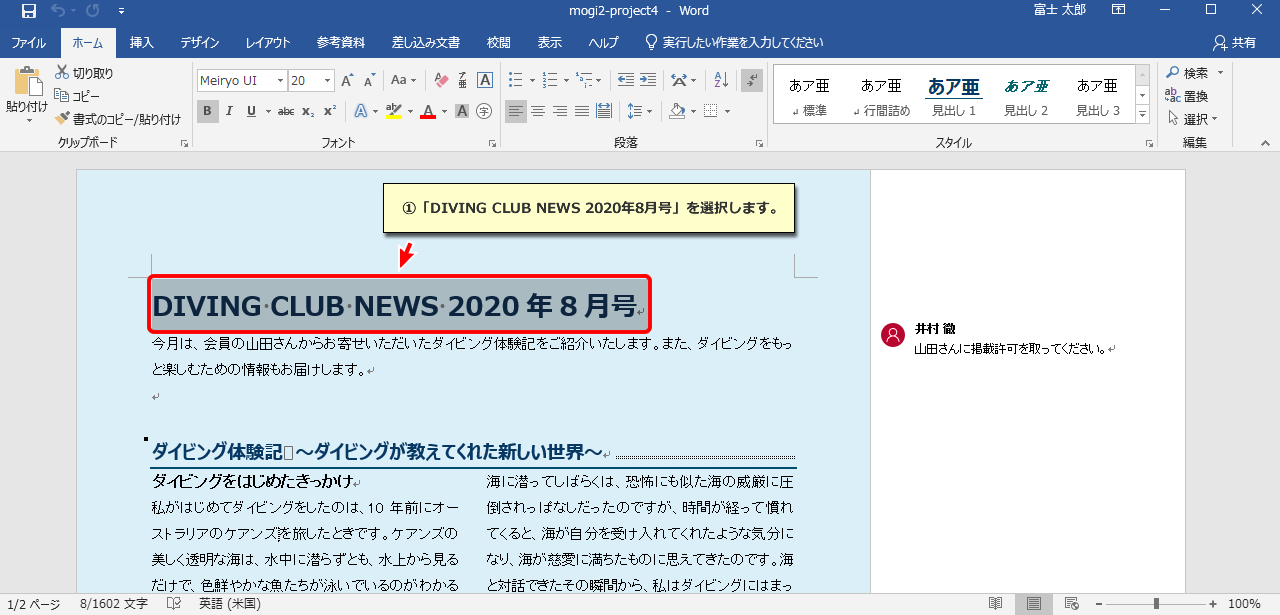 mogi2-project4 - Word
富士 太郎
ファイル ホーム 挿入 デザイン レイアウト 参考資料 差し込み文書 校閲 表示 ヘルプ 実行したい作業を入力してください 共有
貼り付け
切り取り
コピー
書式のコピー/貼り付け
クリップボード
Meiryo UI 20
B I U abc x₂ x²
フォント
段落
あア亜 あア亜 あア亜 あア亜 あア亜
標準 行間詰め 見出し 1 見出し 2 見出し 3
スタイル
検索
置換
選択
編集
①「DIVING CLUB NEWS 2020年8月号」を選択します。
DIVING CLUB NEWS 2020 年 8 月号
今月は、会員の山田さんからお寄せいただいたダイビング体験記をご紹介いたします。また、ダイビングをもっ
と楽しむための情報もお届けします。
井村 徹
山田さんに掲載許可を取ってください。
ダイビング体験記 ～ダイビングが教えてくれた新しい世界～
ダイビングをはじめたきっかけ
私がはじめてダイビングをしたのは、10 年前にオー
ストラリアのケアンズを旅したときです。ケアンズの
美しく透明な海は、水中に潜らずとも、水上から見る
だけで、色鮮やかな魚たちが泳いでいるのがわかる
海に潜ってしばらくは、恐怖にも似た海の威厳に圧
倒されっぱなしだったのですが、時間が経って慣れ
てくると、海が自分を受け入れてくれたような気分に
なり、海が慈愛に満ちたものに思えてきたのです。海
と対話できたその瞬間から、私はダイビングにはまっ
1/2 ページ 8/1602 文字 英語 (米国) 100%